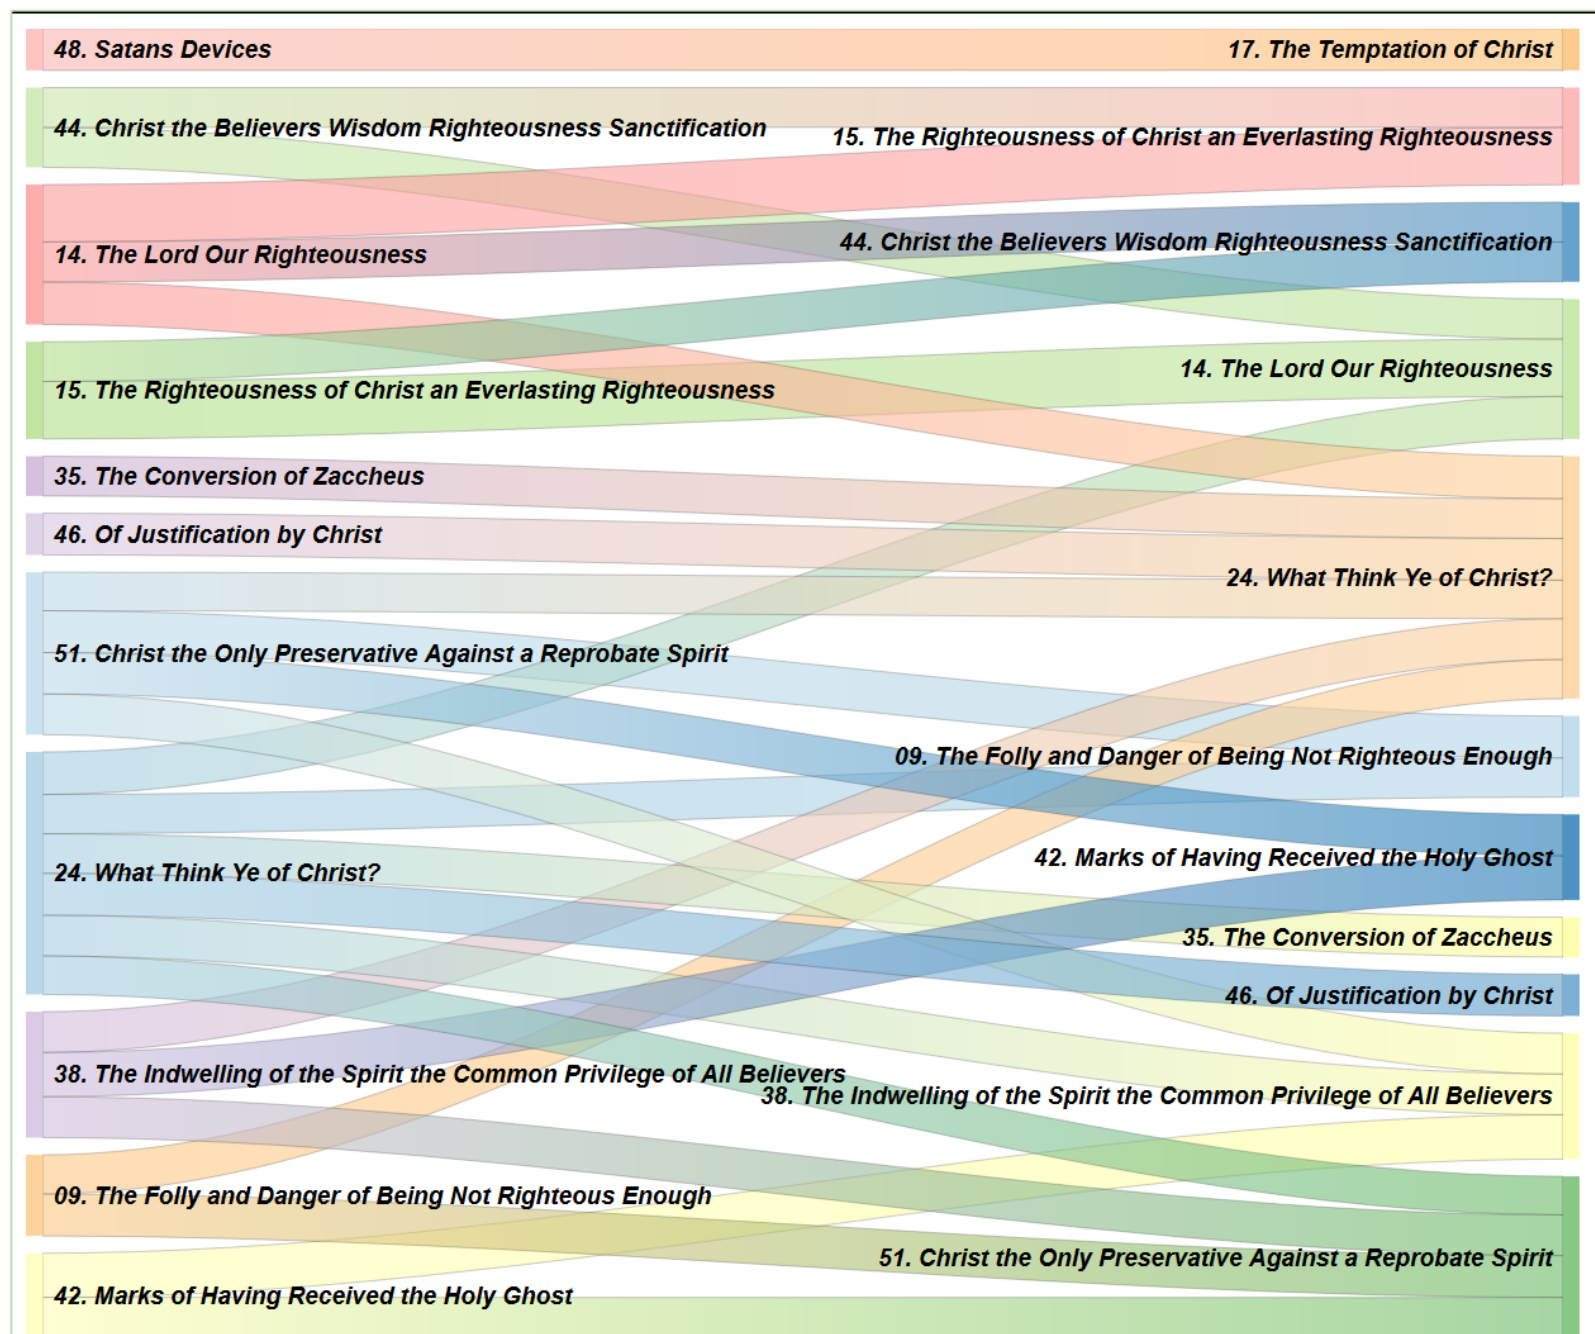 48. Satans Devices
44. Christ the Believers Wisdom Righteousness Sanctification
14. The Lord Our Righteousness
15. The Righteousness of Christ an Everlasting Righteousness
35. The Conversion of Zaccheus
46. Of Justification by Christ
51. Christ the Only Preservative Against a Reprobate Spirit
24. What Think Ye of Christ?
38. The Indwelling of the Spirit the Common Privilege of All Believers
09. The Folly and Danger of Being Not Righteous Enough
42. Marks of Having Received the Holy Ghost
17. The Temptation of Christ
15. The Righteousness of Christ an Everlasting Righteousness
44. Christ the Believers Wisdom Righteousness Sanctification
14. The Lord Our Righteousness
24. What Think Ye of Christ?
09. The Folly and Danger of Being Not Righteous Enough
42. Marks of Having Received the Holy Ghost
35. The Conversion of Zaccheus
46. Of Justification by Christ
38. The Indwelling of the Spirit the Common Privilege of All Believers
51. Christ the Only Preservative Against a Reprobate Spirit